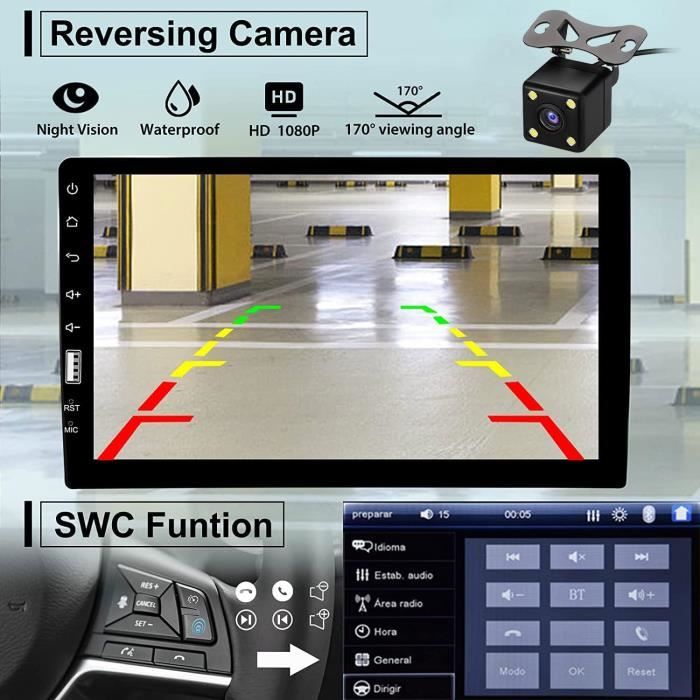 Reversing Camera
HD
170°
Night Vision
Waterproof
HD 1080P
170° viewing angle
RST
MIC
SWC Funtion
RES +
CANCEL
SET -
preparar
15
00:05
Idioma
Estab. audio
Área radio
Hora
General
Dirigir
BT
Modo
OK
Reset